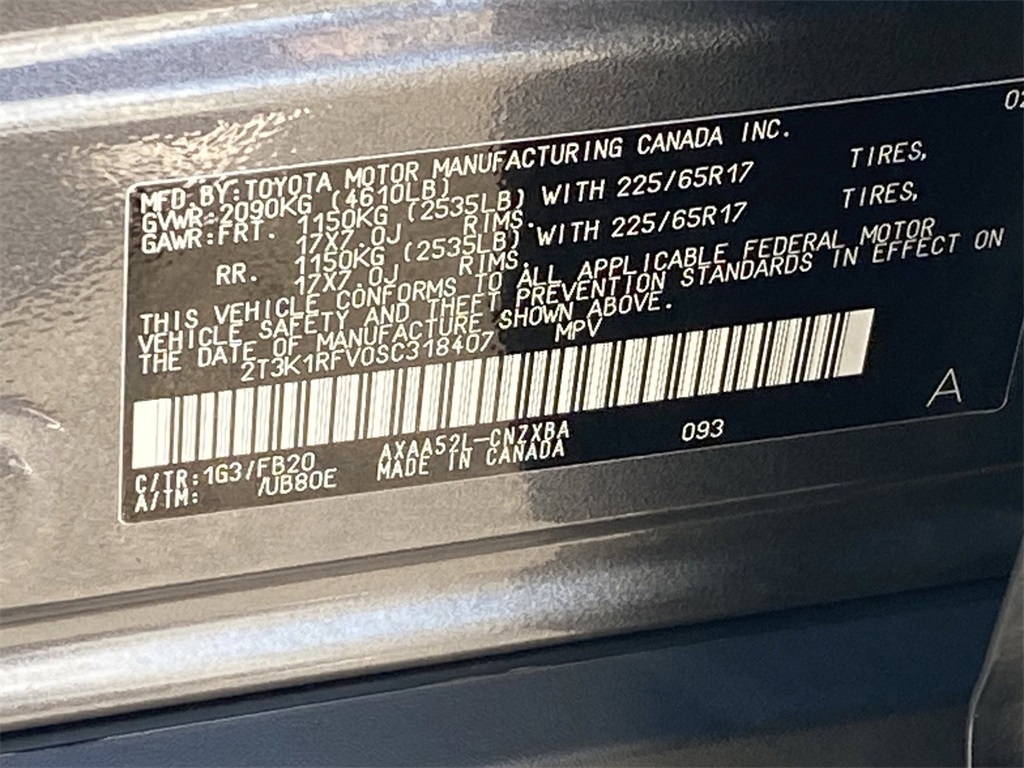 02
MFD.BY:TOYOTA MOTOR MANUFACTURING CANADA INC.
GVWR:2090KG (4610LB)
GAWR:FRT. 1150KG (2535LB) WITH 225/65R17 TIRES,
17X7.0J RIMS.
RR. 1150KG (2535LB) WITH 225/65R17 TIRES,
17X7.0J RIMS.
THIS VEHICLE CONFORMS TO ALL APPLICABLE FEDERAL MOTOR
VEHICLE SAFETY AND THEFT PREVENTION STANDARDS IN EFFECT ON
THE DATE OF MANUFACTURE SHOWN ABOVE.
2T3K1RFV0SC318407 MPV
A
AXAA52L-CNZXBA 093
C/TR:1G3/FB20 MADE IN CANADA
A/TM: /UB80E